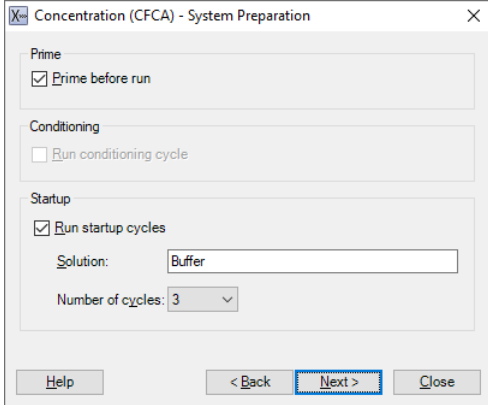 Concentration (CFCA) - System Preparation
Prime
Prime before run
Conditioning
Run conditioning cycle
Startup
Run startup cycles
Solution: Buffer
Number of cycles: 3
Help < Back Next > Close